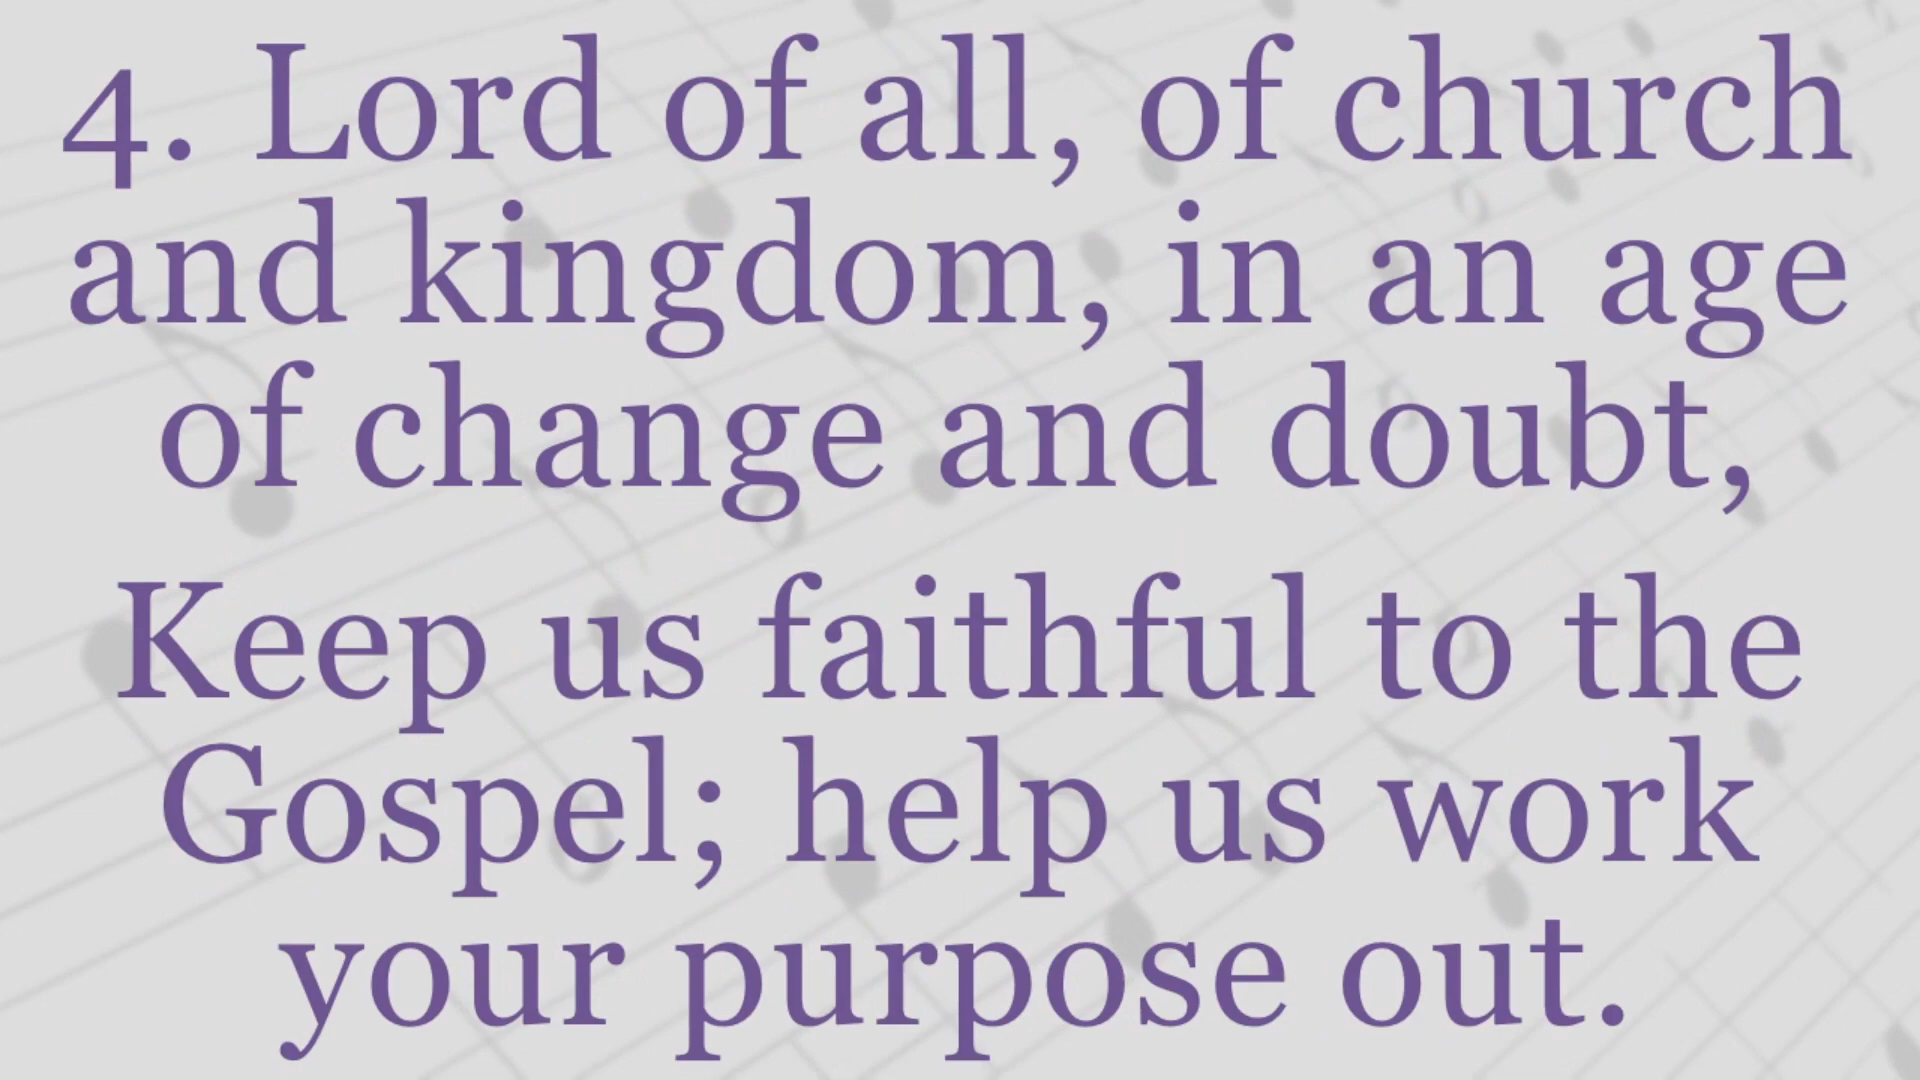 4. Lord of all, of church
and kingdom, in an age
of change and doubt,
Keep us faithful to the
Gospel; help us work
your purpose out.